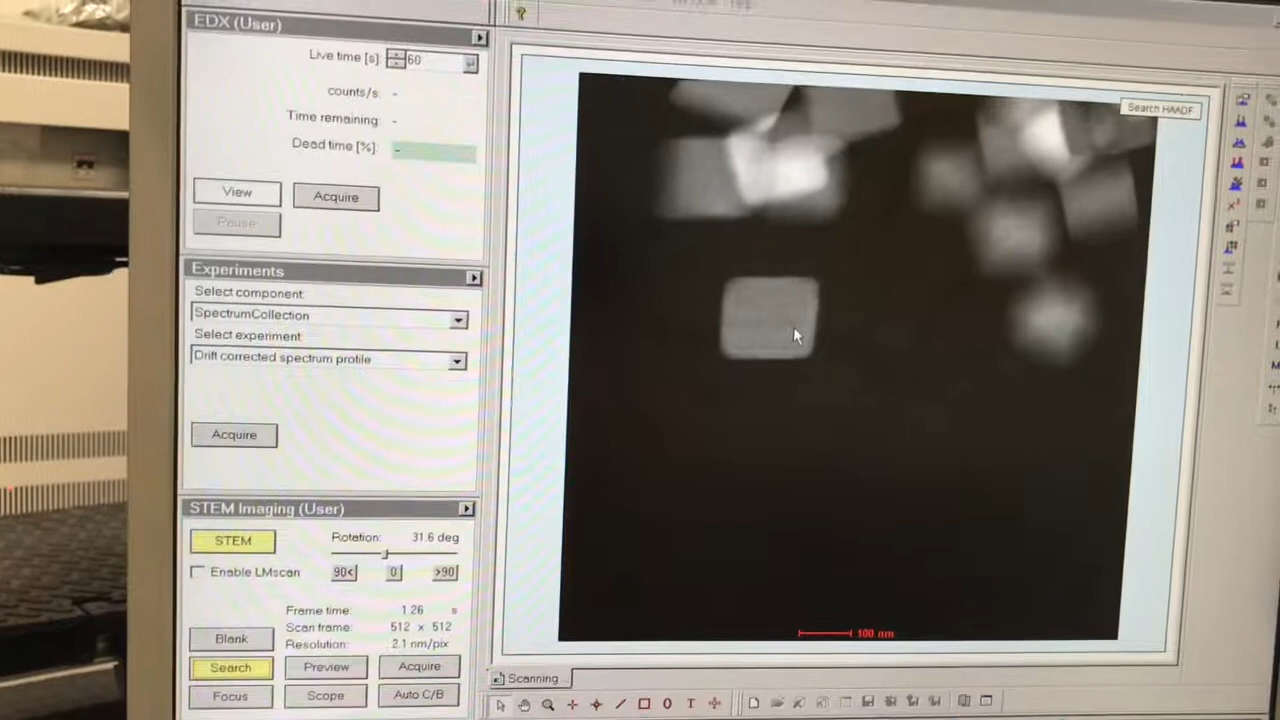 EDX (User)
Live time [s]: 60
counts/s: -
Time remaining: -
Dead time [%]: -
View
Acquire
Pause
Experiments
Select component:
SpectrumCollection
Select experiment:
Drift corrected spectrum profile
Acquire
STEM Imaging (User)
STEM
Rotation: 31.6 deg
Enable LMscan
90<
0
>90
Frame time: 1.26 s
Scan frame: 512 x 512
Resolution: 2.1 nm/pix
Blank
Search
Preview
Acquire
Focus
Scope
Auto C/B
Search HAADF
100 nm
Scanning
T